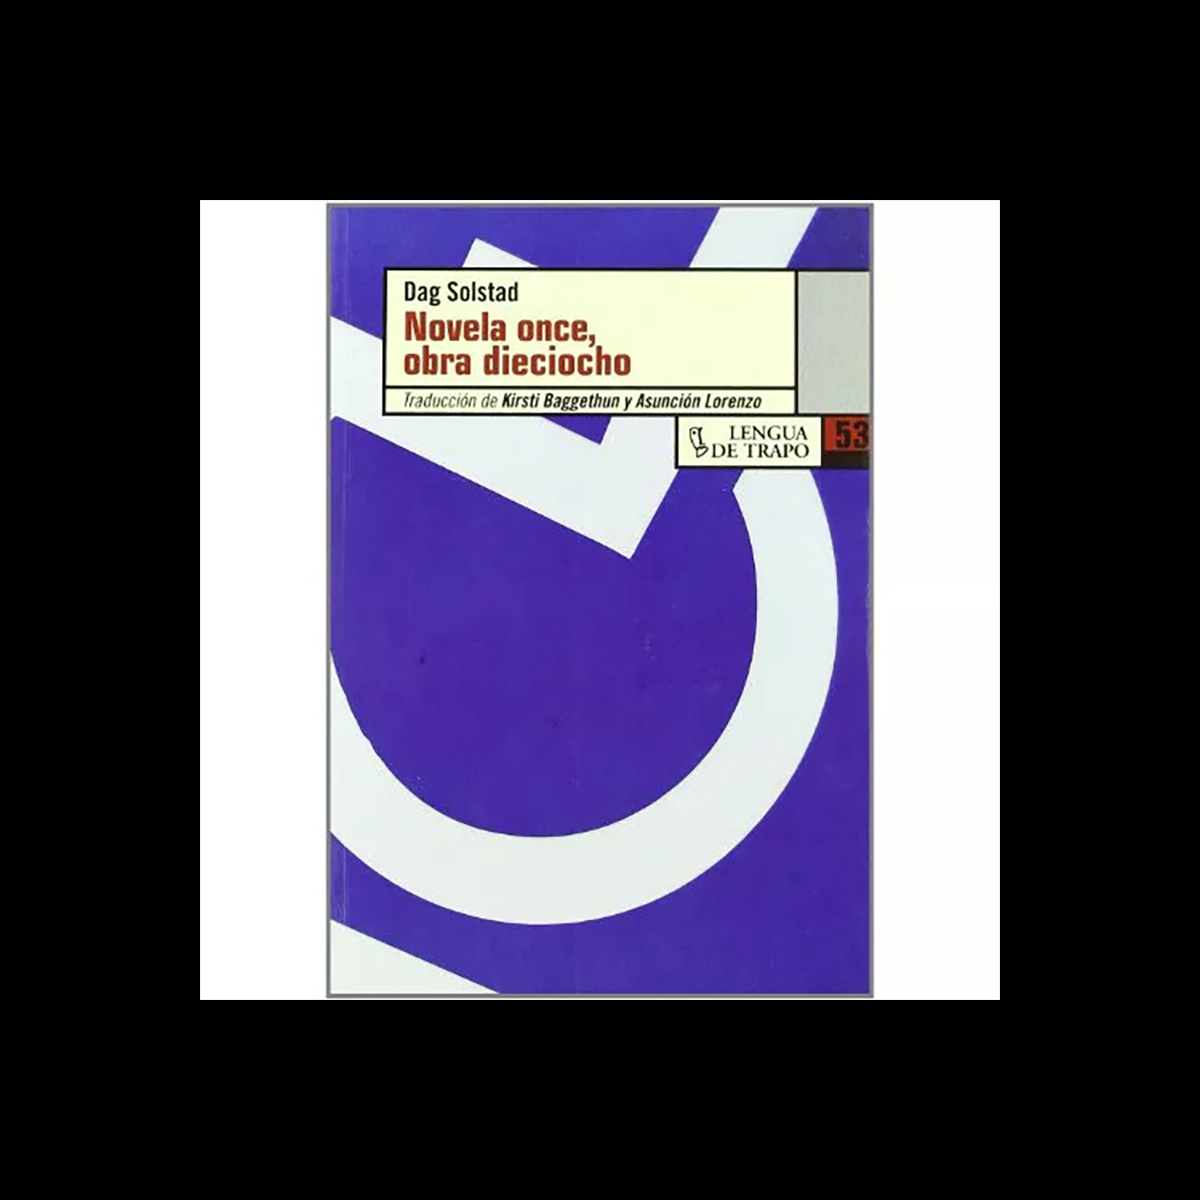 Dag Solstad
Novela once,
obra dieciocho
Traducción de Kirsti Baggethun y Asunción Lorenzo
LENGUA
DE TRAPO
53